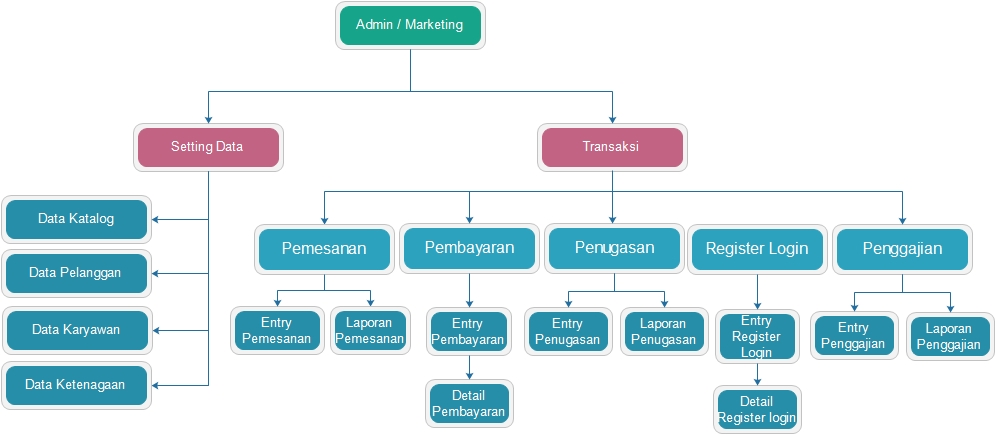 Admin / Marketing
Setting Data
Transaksi
Data Katalog
Data Pelanggan
Data Karyawan
Data Ketenagaan
Pemesanan
Pembayaran
Penugasan
Register Login
Penggajian
Entry
Pemesanan
Laporan
Pemesanan
Entry
Pembayaran
Entry
Penugasan
Laporan
Penugasan
Entry
Register
Login
Entry
Penggajian
Laporan
Penggajian
Detail
Pembayaran
Detail
Register login